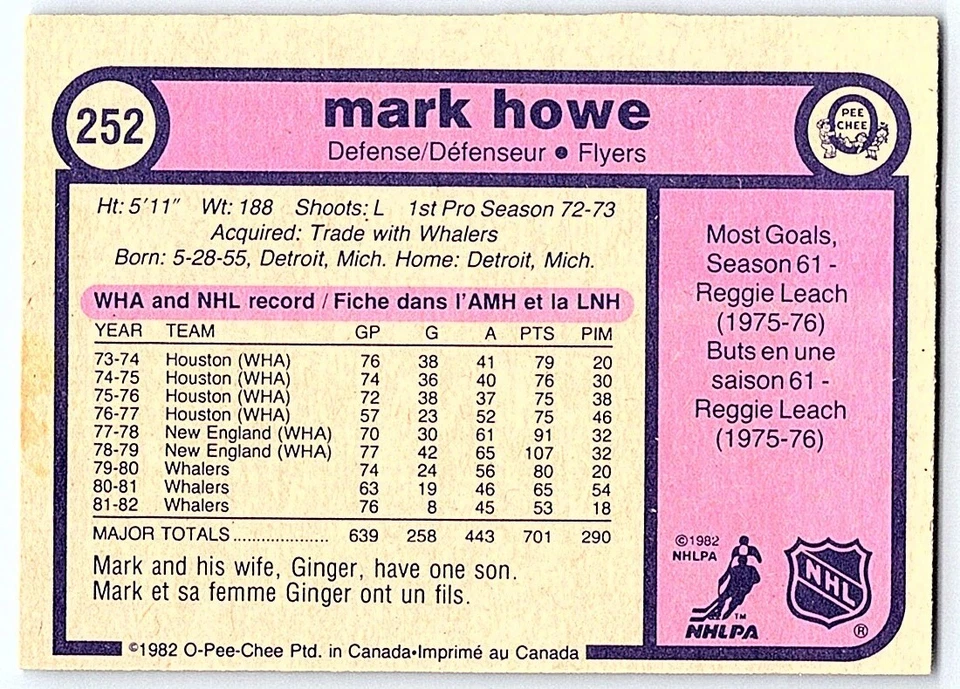 252
mark howe
PEE
CHEE
Defense/Défenseur • Flyers
Ht: 5'11" Wt: 188 Shoots: L 1st Pro Season 72-73
Acquired: Trade with Whalers
Born: 5-28-55, Detroit, Mich. Home: Detroit, Mich.
WHA and NHL record / Fiche dans l'AMH et la LNH
YEAR TEAM GP G A PTS PIM
73-74 Houston (WHA) 76 38 41 79 20
74-75 Houston (WHA) 74 36 40 76 30
75-76 Houston (WHA) 72 38 37 75 38
76-77 Houston (WHA) 57 23 52 75 46
77-78 New England (WHA) 70 30 61 91 32
78-79 New England (WHA) 77 42 65 107 32
79-80 Whalers 74 24 56 80 20
80-81 Whalers 63 19 46 65 54
81-82 Whalers 76 8 45 53 18
MAJOR TOTALS.................... 639 258 443 701 290
Mark and his wife, Ginger, have one son.
Mark et sa femme Ginger ont un fils.
Most Goals,
Season 61 -
Reggie Leach
(1975-76)
Buts en une
saison 61 -
Reggie Leach
(1975-76)
©1982
NHLPA
TM
NHLPA
NHL
®
©1982 O-Pee-Chee Ptd. in Canada•Imprimé au Canada